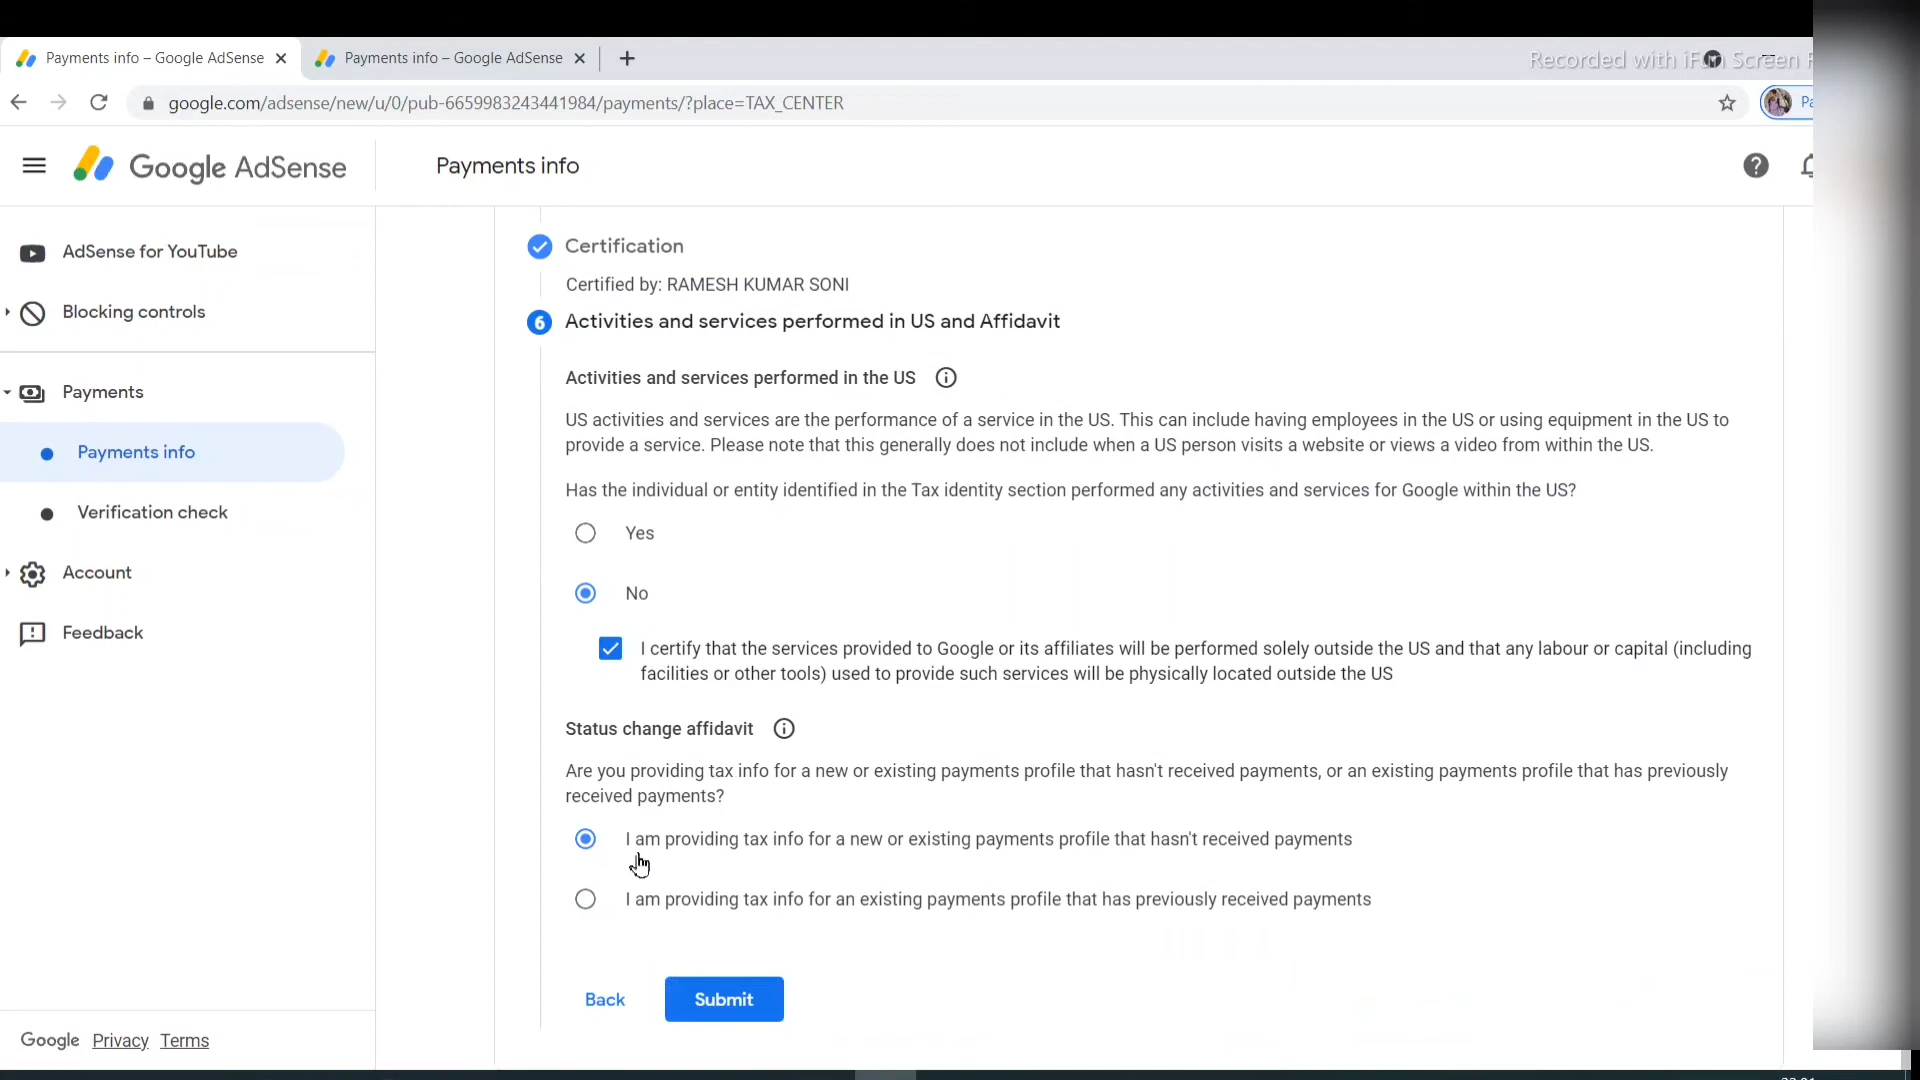 Payments info – Google AdSense
Payments info – Google AdSense
Recorded with iFun Screen
google.com/adsense/new/u/0/pub-6659983243441984/payments/?place=TAX_CENTER
Google AdSense
Payments info
AdSense for YouTube
Blocking controls
Payments
Payments info
Verification check
Account
Feedback
Google Privacy Terms
Certification
Certified by: RAMESH KUMAR SONI
6 Activities and services performed in US and Affidavit
Activities and services performed in the US
US activities and services are the performance of a service in the US. This can include having employees in the US or using equipment in the US to
provide a service. Please note that this generally does not include when a US person visits a website or views a video from within the US.
Has the individual or entity identified in the Tax identity section performed any activities and services for Google within the US?
Yes
No
I certify that the services provided to Google or its affiliates will be performed solely outside the US and that any labour or capital (including
facilities or other tools) used to provide such services will be physically located outside the US
Status change affidavit
Are you providing tax info for a new or existing payments profile that hasn't received payments, or an existing payments profile that has previously
received payments?
I am providing tax info for a new or existing payments profile that hasn't received payments
I am providing tax info for an existing payments profile that has previously received payments
Back
Submit